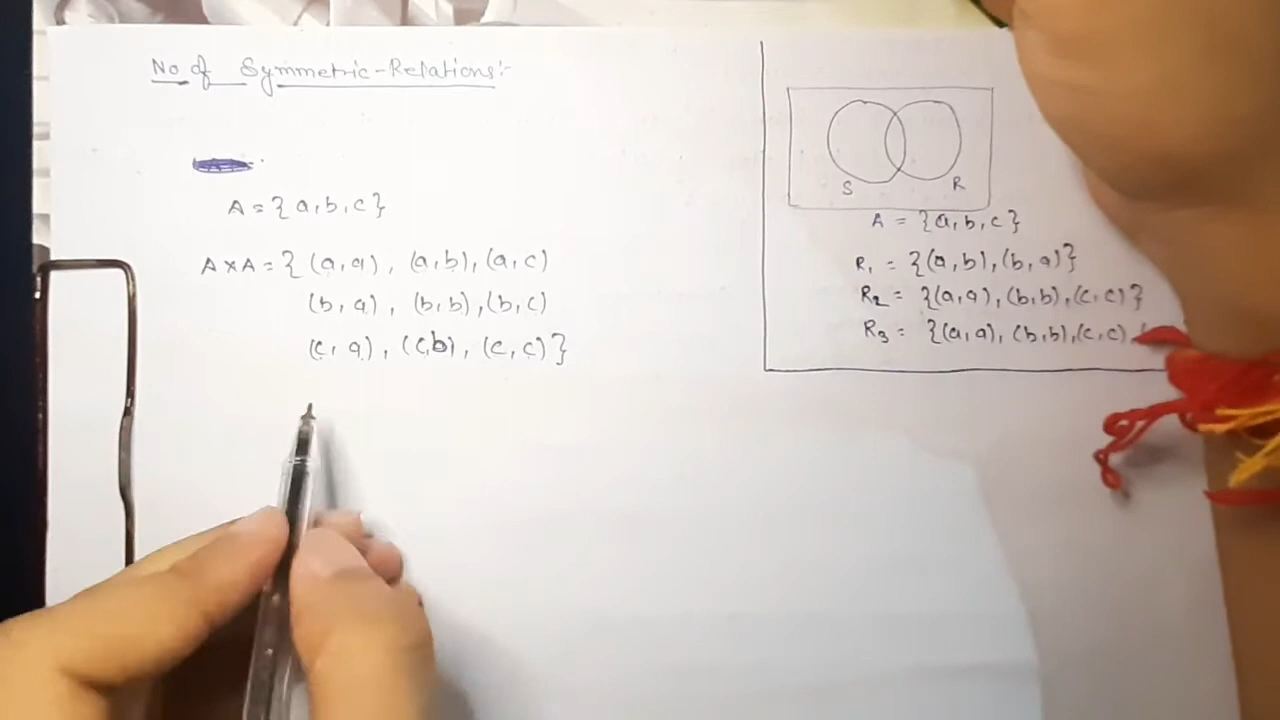 No of Symmetric-Relations:-
A = {a,b,c}
A×A = {(a,a), (a,b), (a,c)
(b,a), (b,b), (b,c)
(c,a), (c,b), (c,c)}
S R
A = {a,b,c}
R₁ = {(a,b), (b,a)}
R₂ = {(a,a), (b,b), (c,c)}
R₃ = {(a,a), (b,b), (c,c),